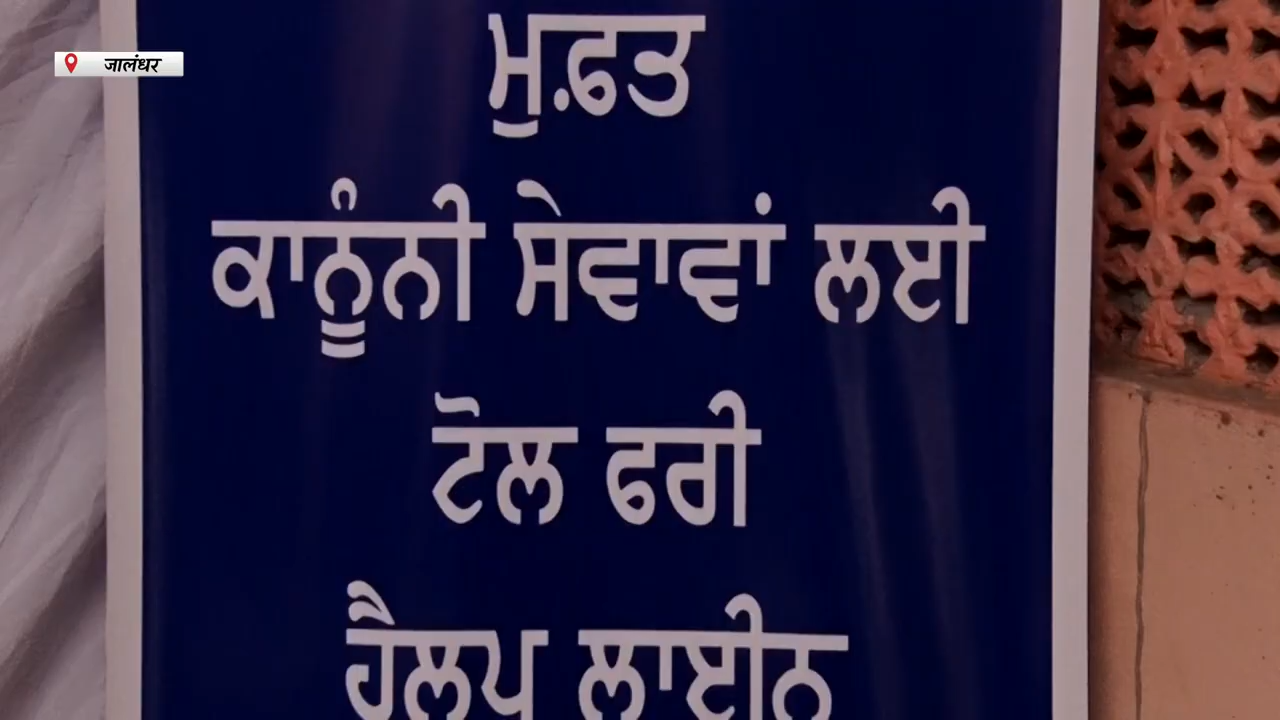 जालंधर
ਮੁਫ਼ਤ
ਕਾਨੂੰਨੀ ਸੇਵਾਵਾਂ ਲਈ
ਟੋਲ ਫਰੀ
ਹੈਲਪ ਲਾਈਨ